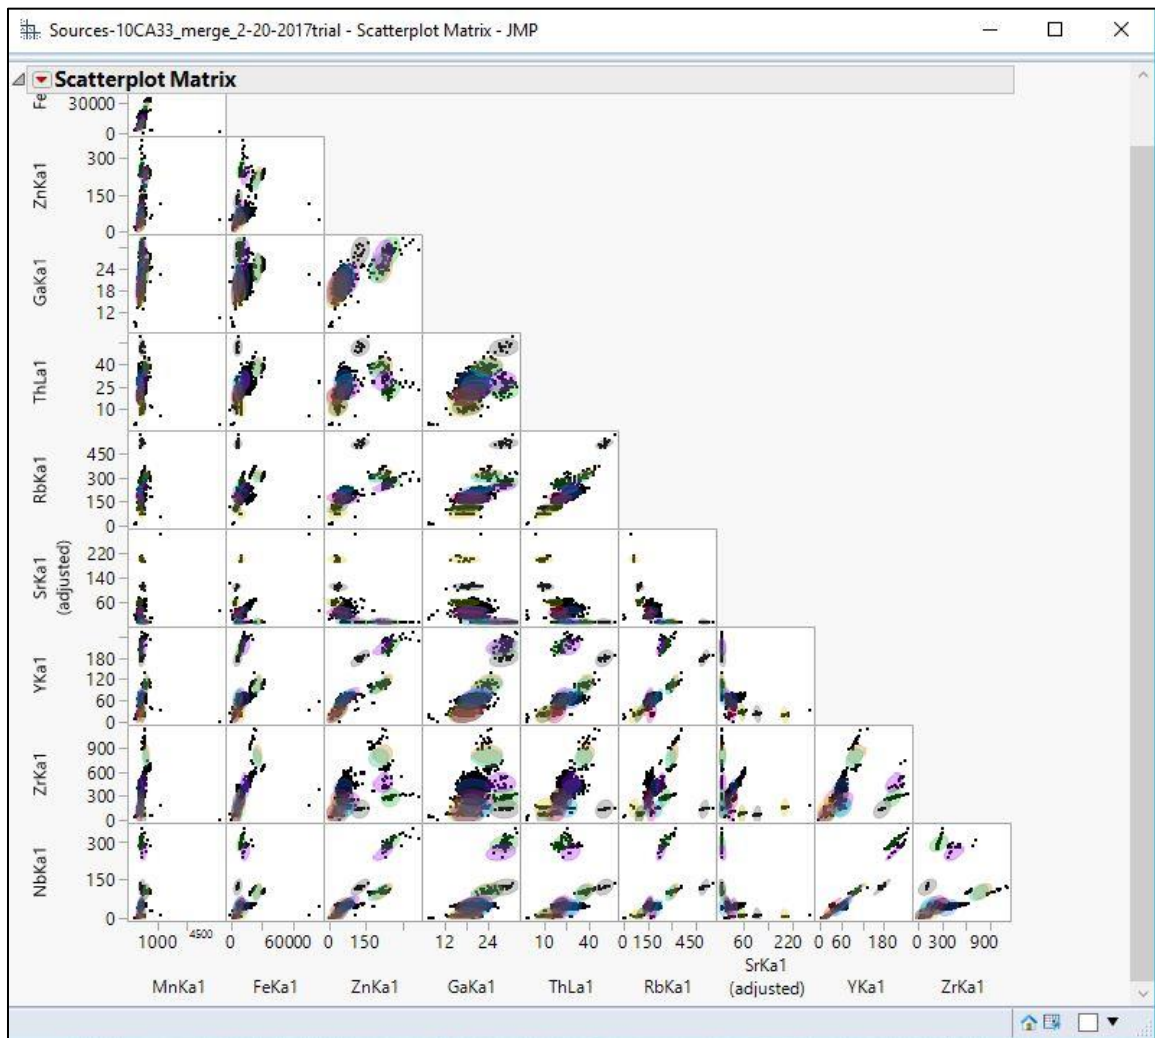 Sources-10CA33_merge_2-20-2017trial - Scatterplot Matrix - JMP
Scatterplot Matrix
Fe
30000
0
ZnKa1
300
150
0
GaKa1
24
18
12
ThLa1
40
25
10
RbKa1
450
300
150
0
SrKa1
(adjusted)
220
140
60
YKa1
180
120
60
0
ZrKa1
900
600
300
0
NbKa1
300
150
0
1000 4500 0 60000 0 150 12 24 10 40 0 150 450 60 220 0 60 180 0 300 900
MnKa1 FeKa1 ZnKa1 GaKa1 ThLa1 RbKa1 SrKa1 (adjusted) YKa1 ZrKa1